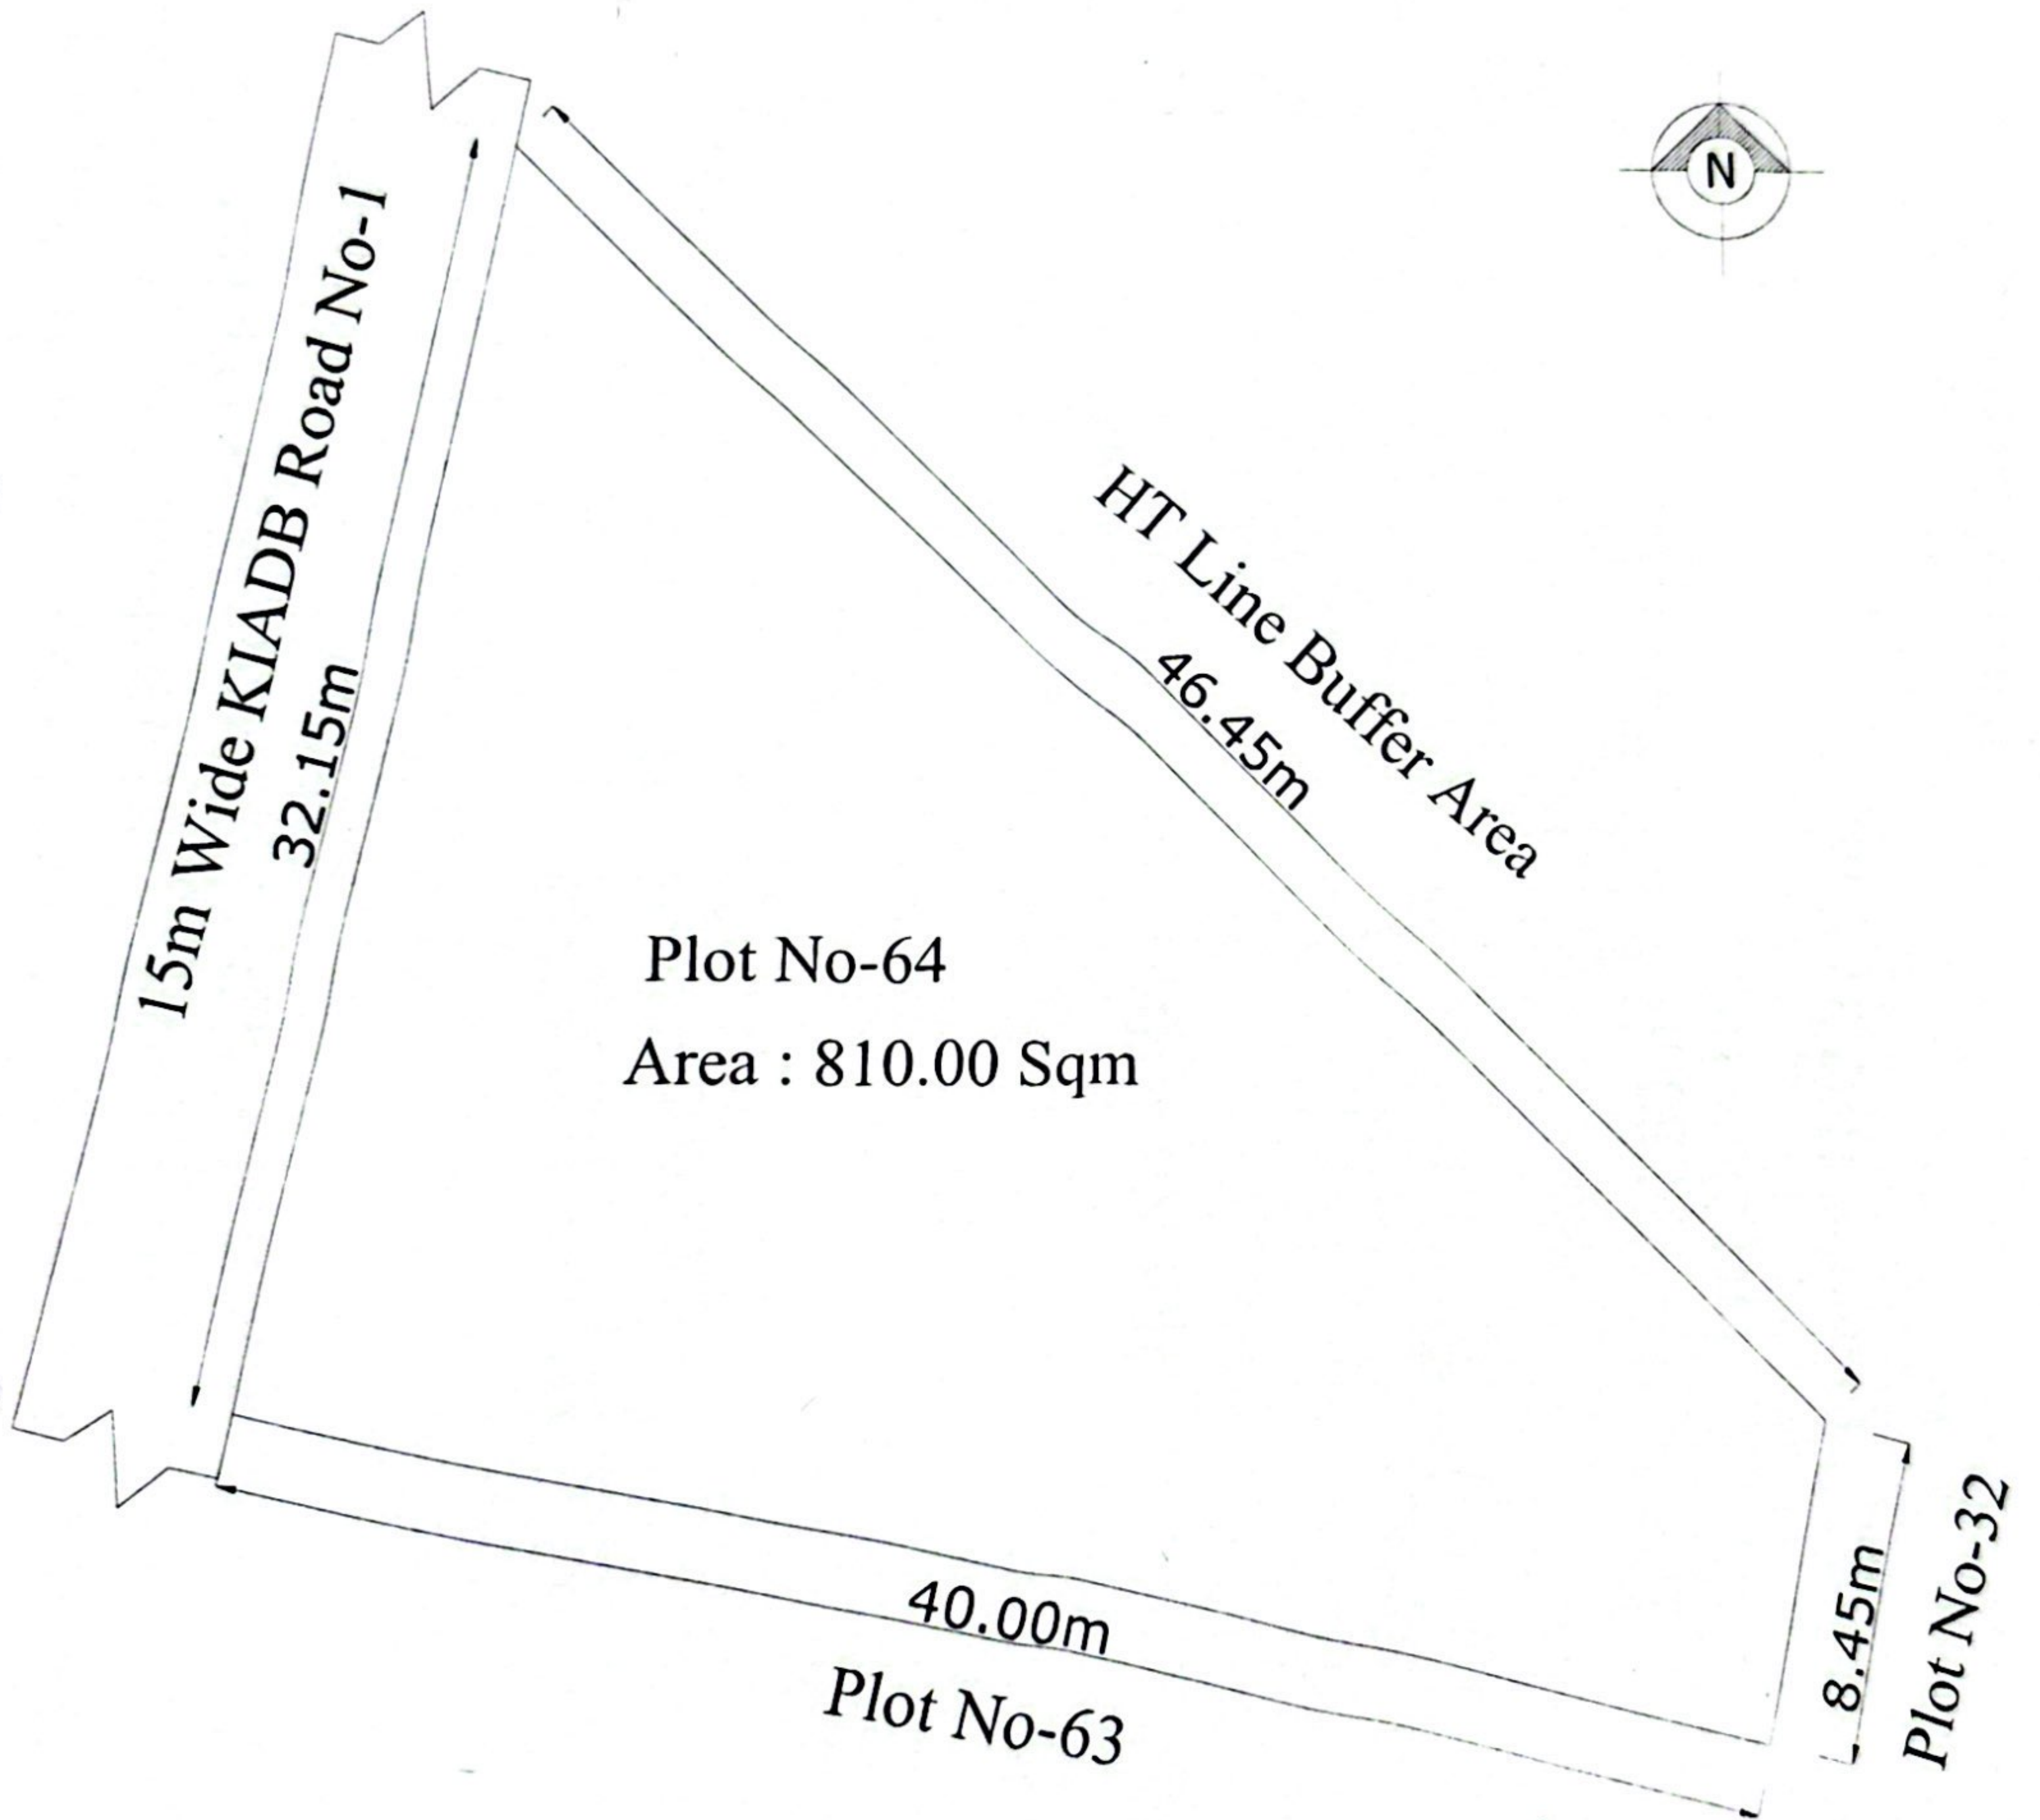 N
15m Wide KIADB Road No-1
32.15m
HT Line Buffer Area
46.45m
Plot No-64
Area : 810.00 Sqm
40.00m
Plot No-63
8.45m
Plot No-32